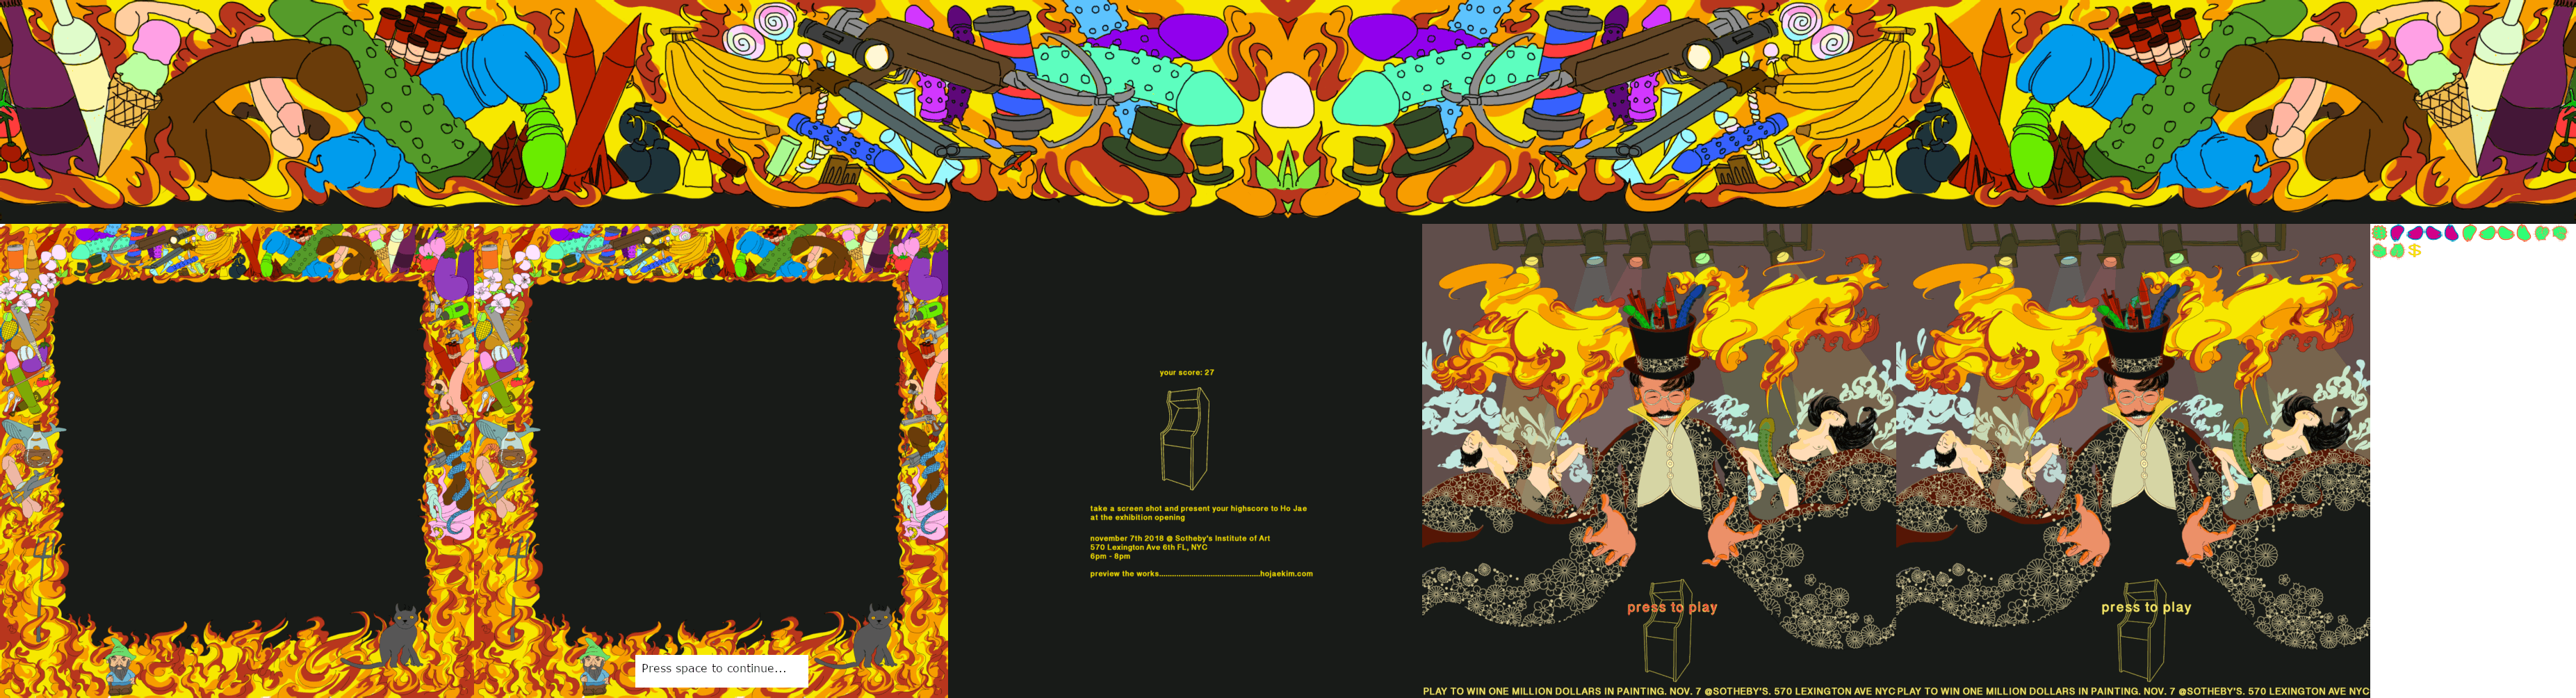 your score: 27
take a screen shot and present your highscore to Ho Jae
at the exhibition opening
november 7th 2018 @ Sotheby's Institute of Art
570 Lexington Ave 6th FL, NYC
6pm - 8pm
preview the works..................................................hojaekim.com
press to play
press to play
Press space to continue...
PLAY TO WIN ONE MILLION DOLLARS IN PAINTING. NOV. 7 @SOTHEBY'S. 570 LEXINGTON AVE NYC
PLAY TO WIN ONE MILLION DOLLARS IN PAINTING. NOV. 7 @SOTHEBY'S. 570 LEXINGTON AVE NYC
$